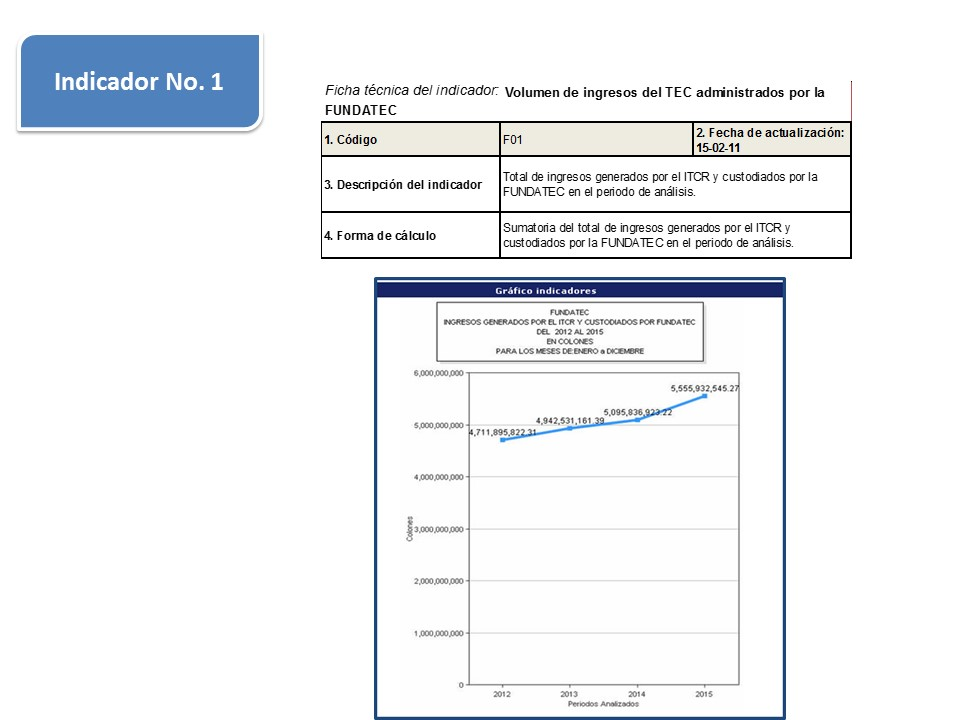 Indicador No. 1
Ficha técnica del indicador: Volumen de ingresos del TEC administrados por la
FUNDATEC
1. Código
F01
2. Fecha de actualización:
15-02-11
3. Descripción del indicador
Total de ingresos generados por el ITCR y custodiados por la
FUNDATEC en el periodo de análisis.
4. Forma de cálculo
Sumatoria del total de ingresos generados por el ITCR y
custodiados por la FUNDATEC en el periodo de análisis.
Gráfico indicadores
FUNDATEC
INGRESOS GENERADOS POR EL ITCR Y CUSTODIADOS POR FUNDATEC
DEL 2012 AL 2015
EN COLONES
PARA LOS MESES DE:ENERO a DICIEMBRE
6,000,000,000
5,555,932,545.27
5,095,836,923.22
4,942,531,161.39
4,711,895,822.31
5,000,000,000
4,000,000,000
3,000,000,000
2,000,000,000
1,000,000,000
0
Colones
2012 2013 2014 2015
Periodos Analizados